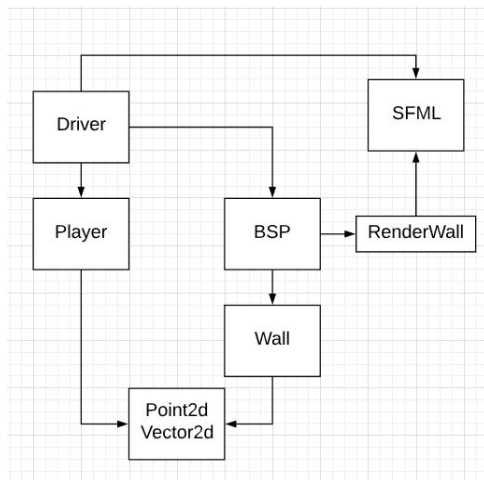 SFML
Driver
Player
BSP
RenderWall
Wall
Point2d
Vector2d